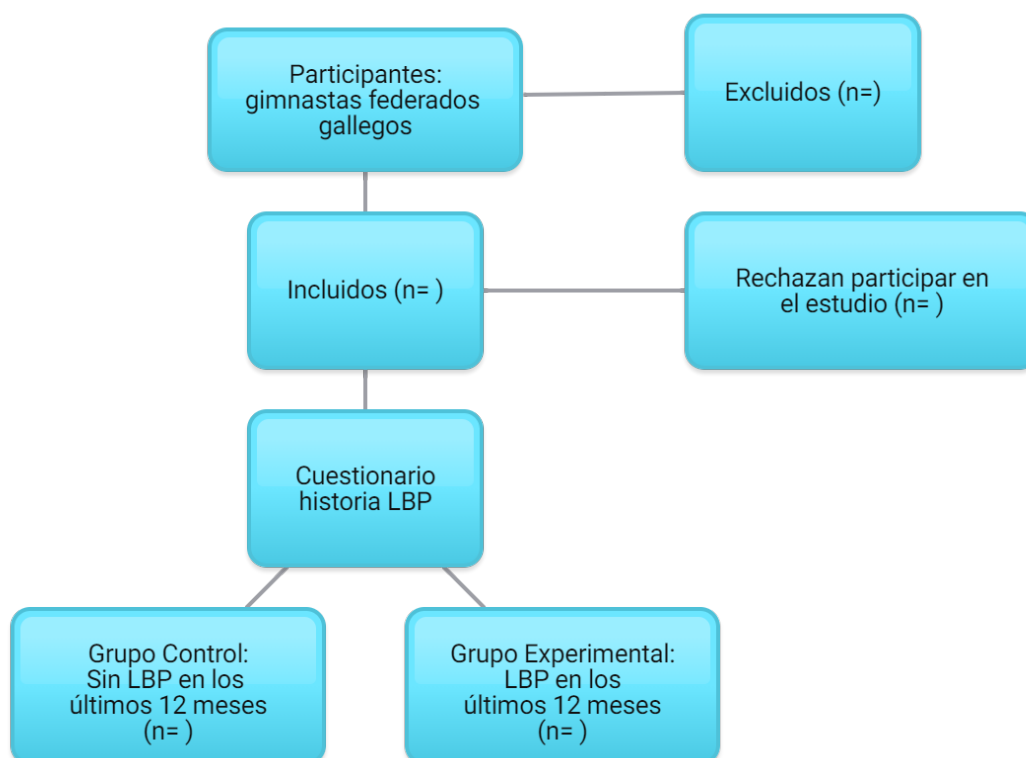 Participantes:
gimnastas federados
gallegos
Excluidos (n=)
Incluidos (n= )
Rechazan participar en
el estudio (n= )
Cuestionario
historia LBP
Grupo Control:
Sin LBP en los
últimos 12 meses
(n= )
Grupo Experimental:
LBP en los
últimos 12 meses
(n= )